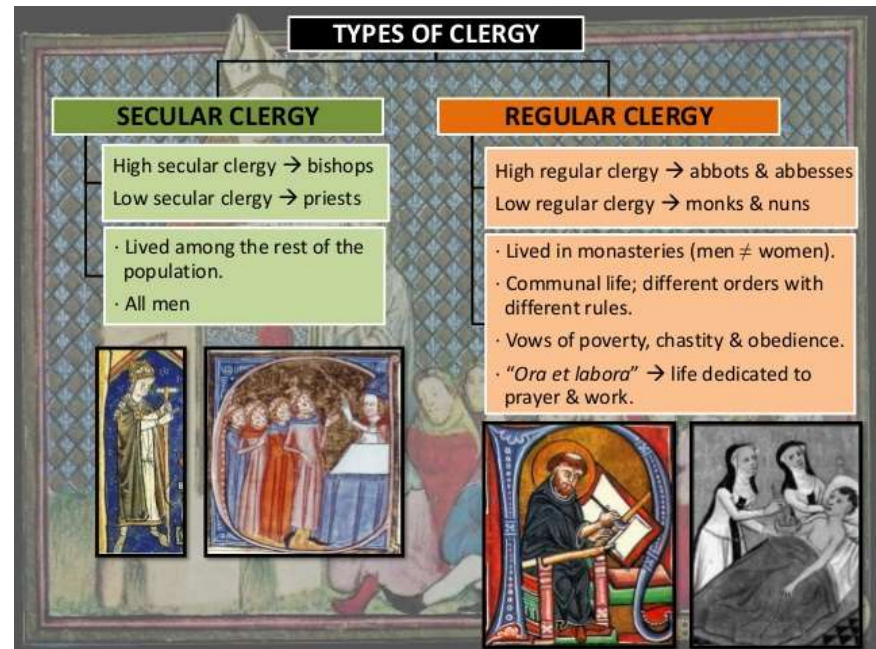 TYPES OF CLERGY
SECULAR CLERGY
High secular clergy → bishops
Low secular clergy → priests
· Lived among the rest of the
population.
· All men
REGULAR CLERGY
High regular clergy → abbots & abbesses
Low regular clergy → monks & nuns
· Lived in monasteries (men ≠ women).
· Communal life; different orders with
different rules.
· Vows of poverty, chastity & obedience.
· “Ora et labora” → life dedicated to
prayer & work.